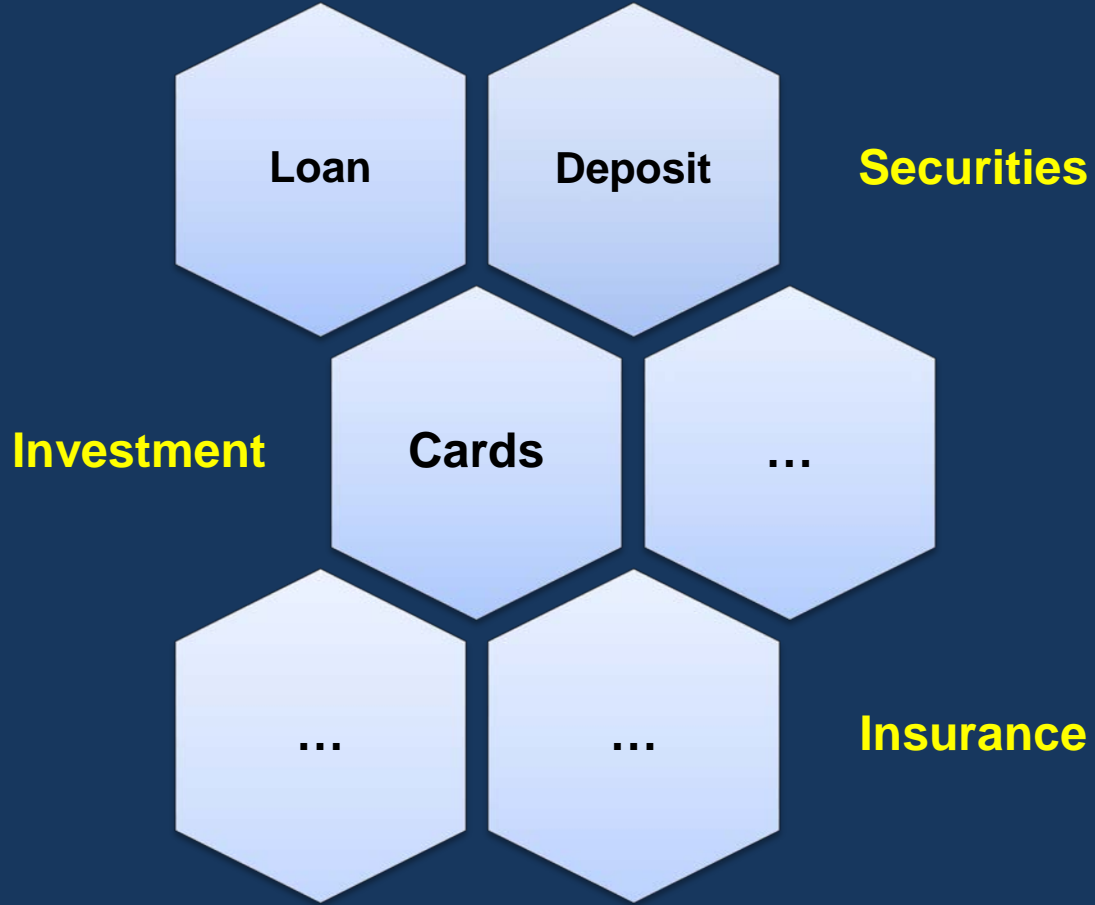 Loan
Deposit
Securities
Investment
Cards
...
...
...
Insurance